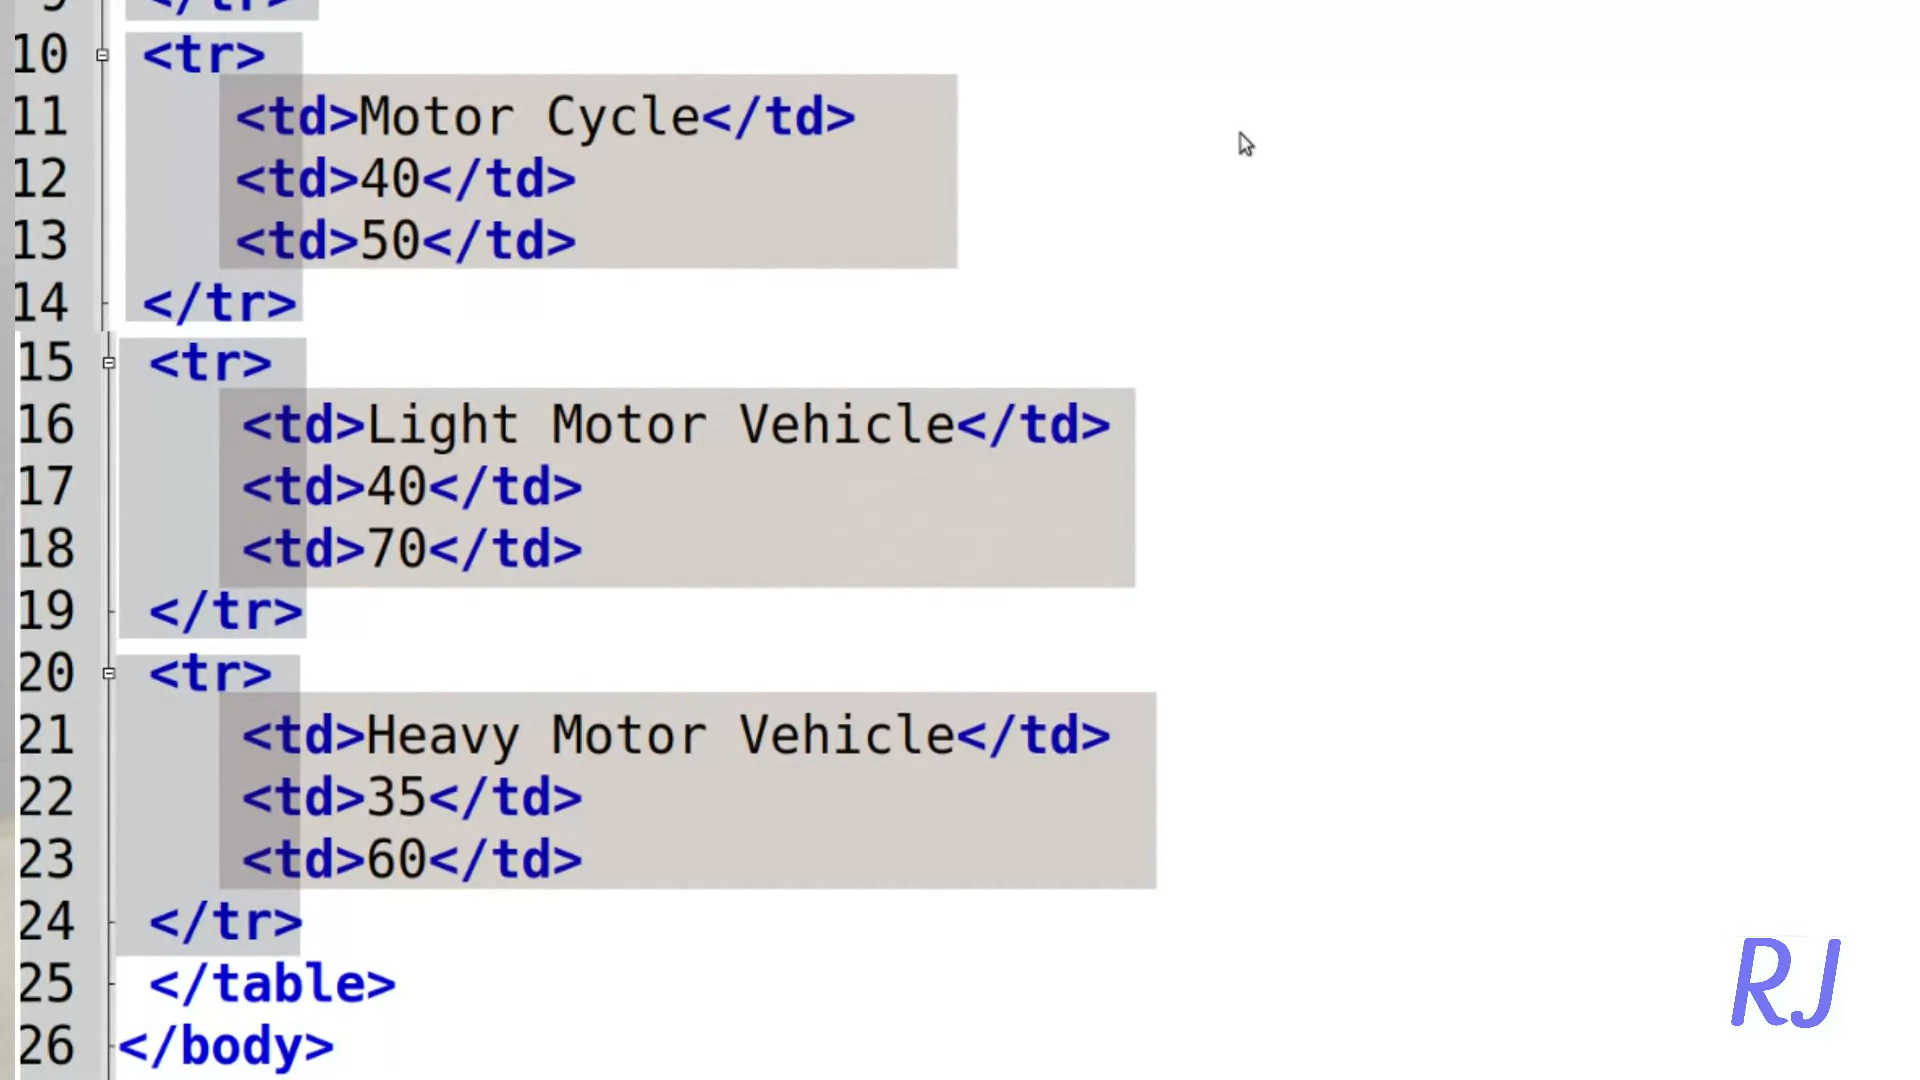 9 </tr>
10 <tr>
11 <td>Motor Cycle</td>
12 <td>40</td>
13 <td>50</td>
14 </tr>
15 <tr>
16 <td>Light Motor Vehicle</td>
17 <td>40</td>
18 <td>70</td>
19 </tr>
20 <tr>
21 <td>Heavy Motor Vehicle</td>
22 <td>35</td>
23 <td>60</td>
24 </tr>
25 </table>
26 </body>
RJ